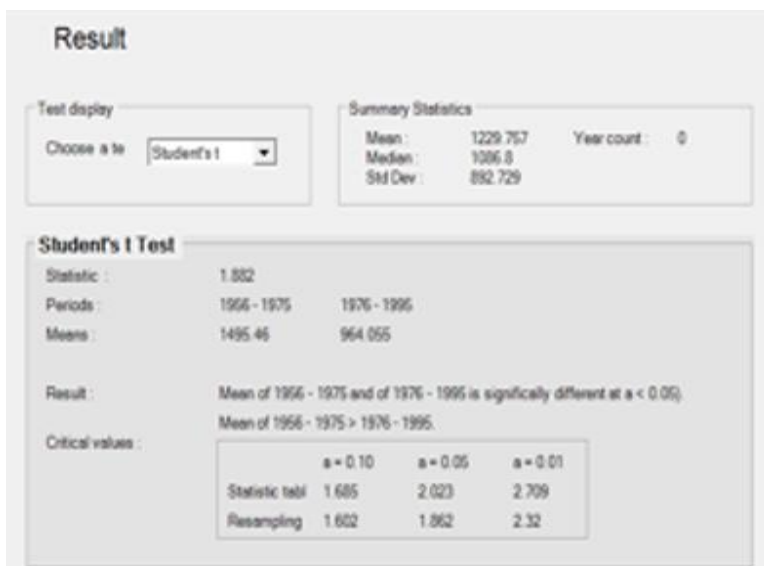 Result
Test display
Choose a te Student's t
Summary Statistics
Mean : 1229.757 Year count : 0
Median : 1086.8
Std Dev : 892.729
Student's t Test
Statistic : 1.882
Periods : 1956 - 1975 1976 - 1995
Means : 1495.46 964.055
Result : Mean of 1956 - 1975 and of 1976 - 1995 is significally different at a < 0.05).
Mean of 1956 - 1975 > 1976 - 1995.
Critical values :
a = 0.10 a = 0.05 a = 0.01
Statistic tabl 1.685 2.023 2.709
Resampling 1.602 1.862 2.32